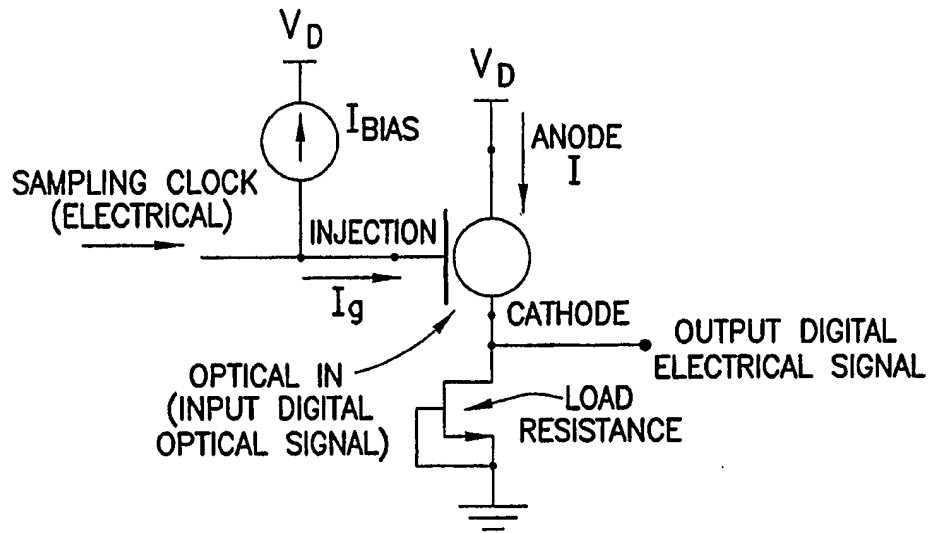 V_D
I_BIAS
SAMPLING CLOCK
(ELECTRICAL)
INJECTION
Ig
V_D
ANODE
I
CATHODE
OUTPUT DIGITAL
ELECTRICAL SIGNAL
OPTICAL IN
(INPUT DIGITAL
OPTICAL SIGNAL)
LOAD
RESISTANCE